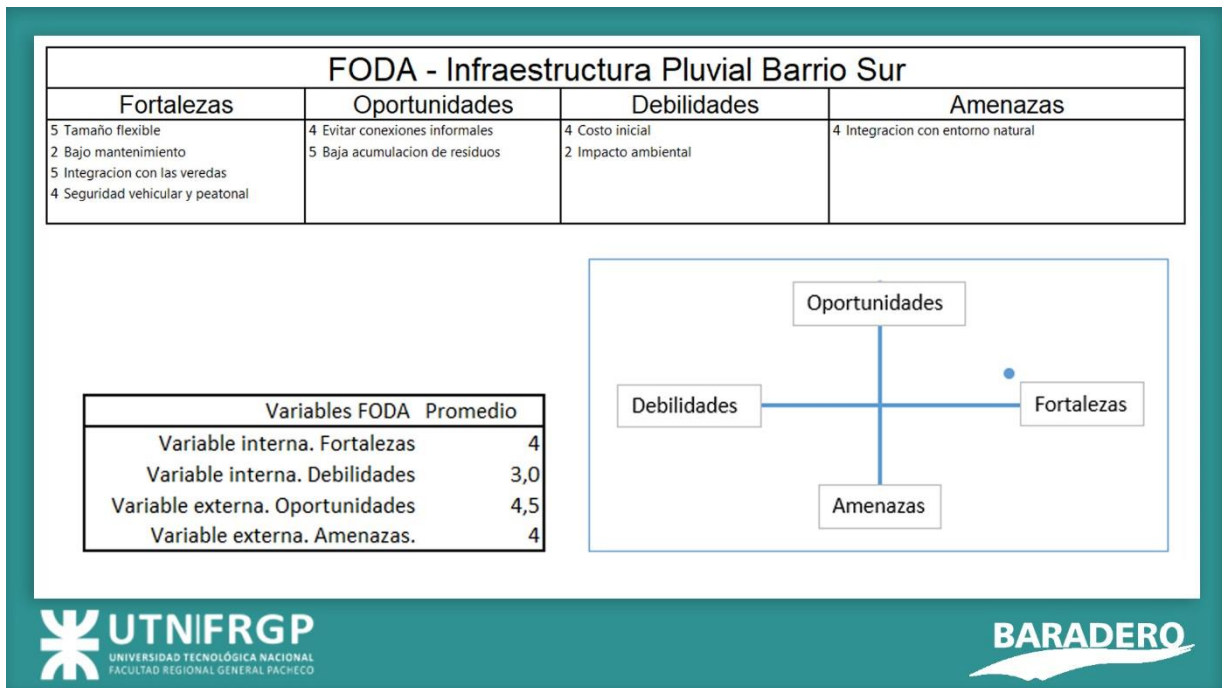 FODA - Infraestructura Pluvial Barrio Sur
Fortalezas
5 Tamaño flexible
2 Bajo mantenimiento
5 Integracion con las veredas
4 Seguridad vehicular y peatonal
Oportunidades
4 Evitar conexiones informales
5 Baja acumulacion de residuos
Debilidades
4 Costo inicial
2 Impacto ambiental
Amenazas
4 Integracion con entorno natural
Variables FODA Promedio
Variable interna. Fortalezas 4
Variable interna. Debilidades 3,0
Variable externa. Oportunidades 4,5
Variable externa. Amenazas. 4
Oportunidades
Debilidades
Fortalezas
Amenazas
UTN|FRGP
UNIVERSIDAD TECNOLÓGICA NACIONAL
FACULTAD REGIONAL GENERAL PACHECO
BARADERO